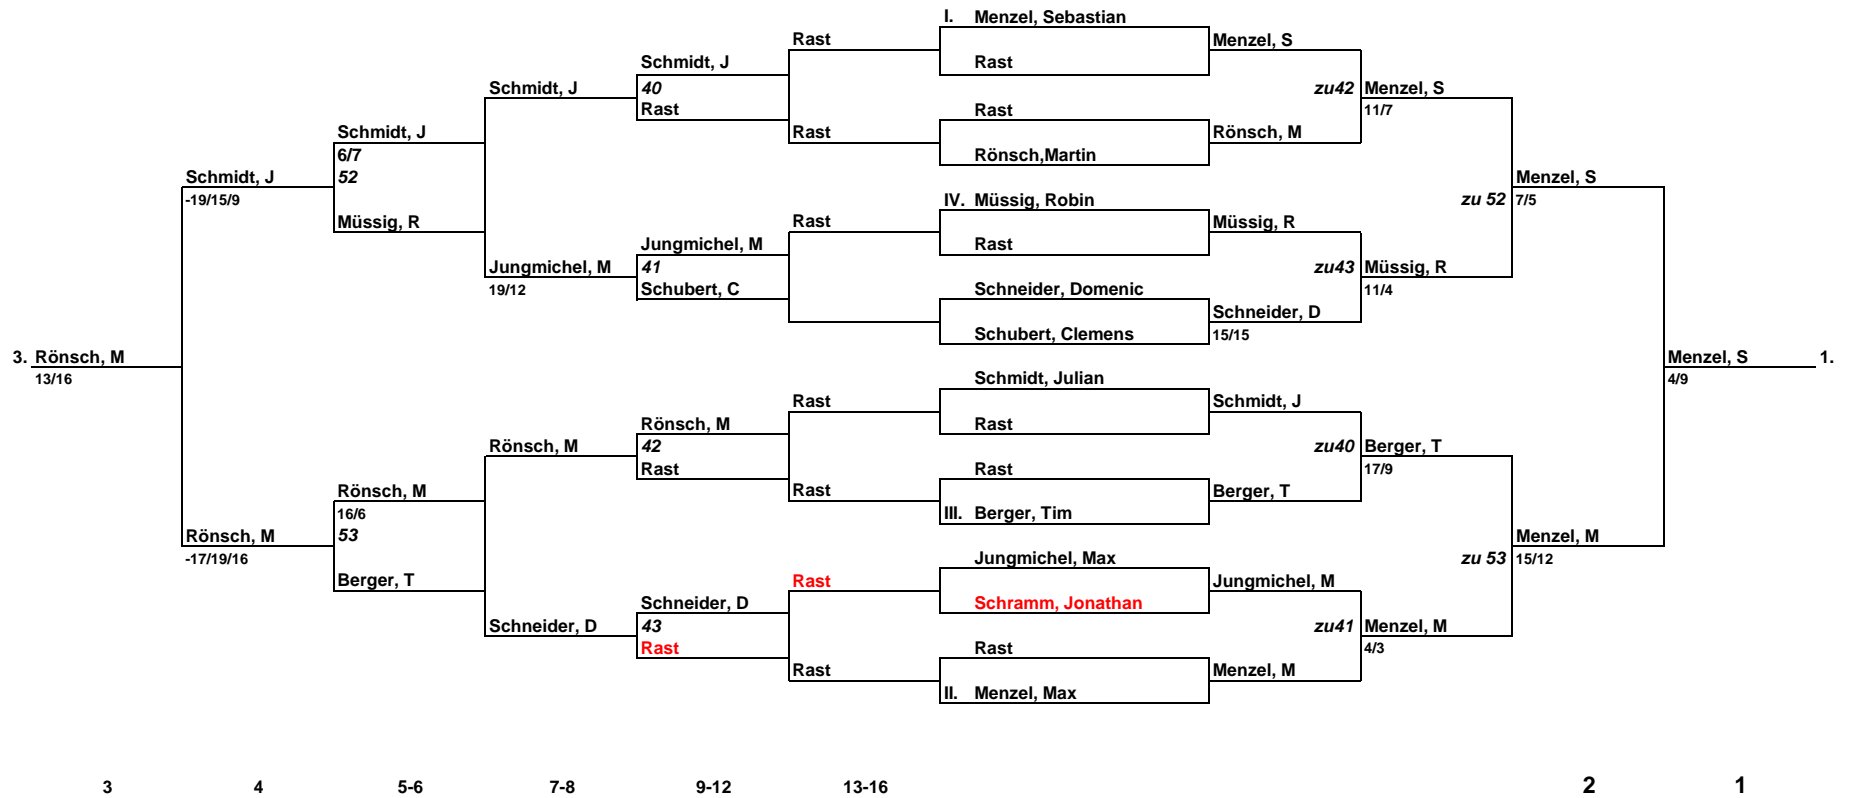 I. Menzel, Sebastian
Rast
Menzel, S
Schmidt, J
Rast
Schmidt, J
40
zu42
Menzel, S
Rast
Rast
11/7
Schmidt, J
Rast
Rönsch, M
6/7
Rönsch,Martin
Schmidt, J
52
Menzel, S
-19/15/9
IV. Müssig, Robin
zu 52
7/5
Müssig, R
Rast
Müssig, R
Jungmichel, M
Rast
Jungmichel, M
41
zu43
Müssig, R
19/12
Schubert, C
Schneider, Domenic
11/4
Schneider, D
Schubert, Clemens
15/15
3. Rönsch, M
Menzel, S
1.
13/16
Schmidt, Julian
4/9
Rast
Schmidt, J
Rönsch, M
Rast
Rönsch, M
42
zu40
Berger, T
Rast
Rast
17/9
Rönsch, M
Rast
Berger, T
16/6
III. Berger, Tim
Rönsch, M
53
Menzel, M
-17/19/16
Jungmichel, Max
zu 53
15/12
Berger, T
Rast
Jungmichel, M
Schneider, D
Schramm, Jonathan
Schneider, D
43
zu41
Menzel, M
Rast
Rast
4/3
Rast
Menzel, M
II. Menzel, Max
3
4
5-6
7-8
9-12
13-16
2
1